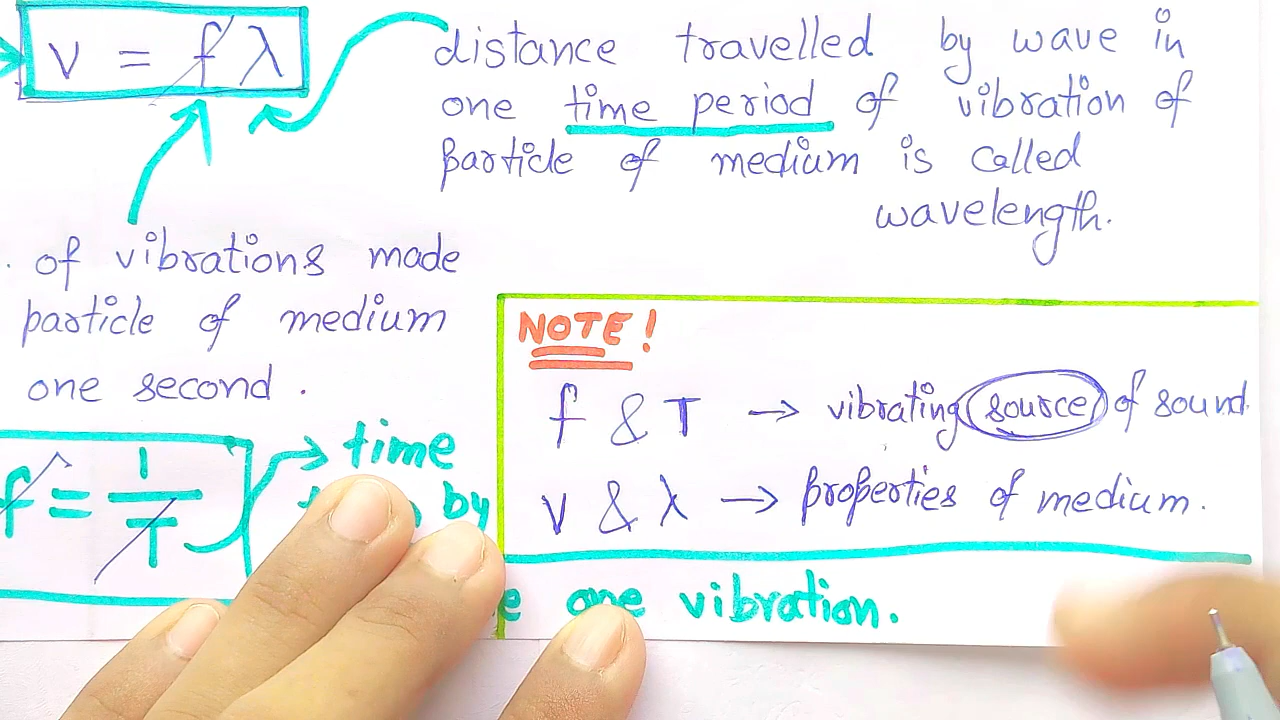 v = fλ
distance travelled by wave in
one time period of vibration of
particle of medium is called
wavelength.
. of vibrations made
particle of medium
one second .
NOTE!
f & T → vibrating source of sound.
v & λ → properties of medium.
f = 1/T
→ time
by
one vibration.